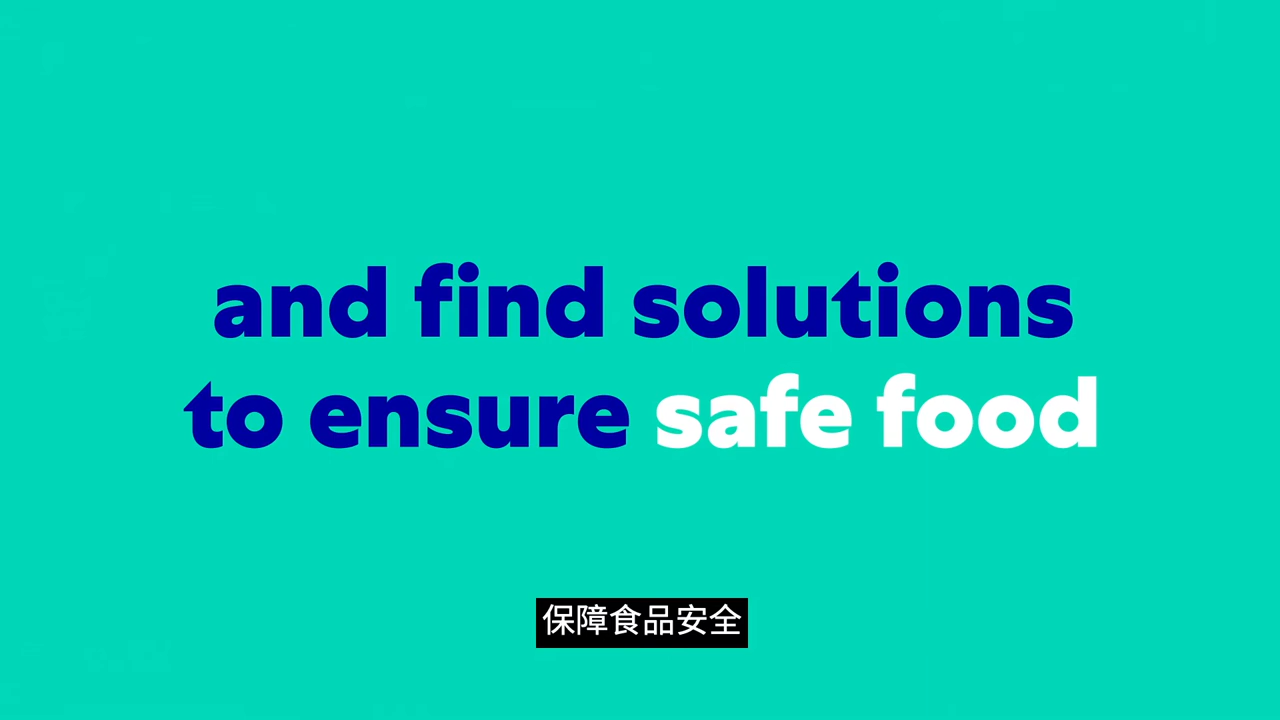 and find solutions
to ensure safe food
保障食品安全